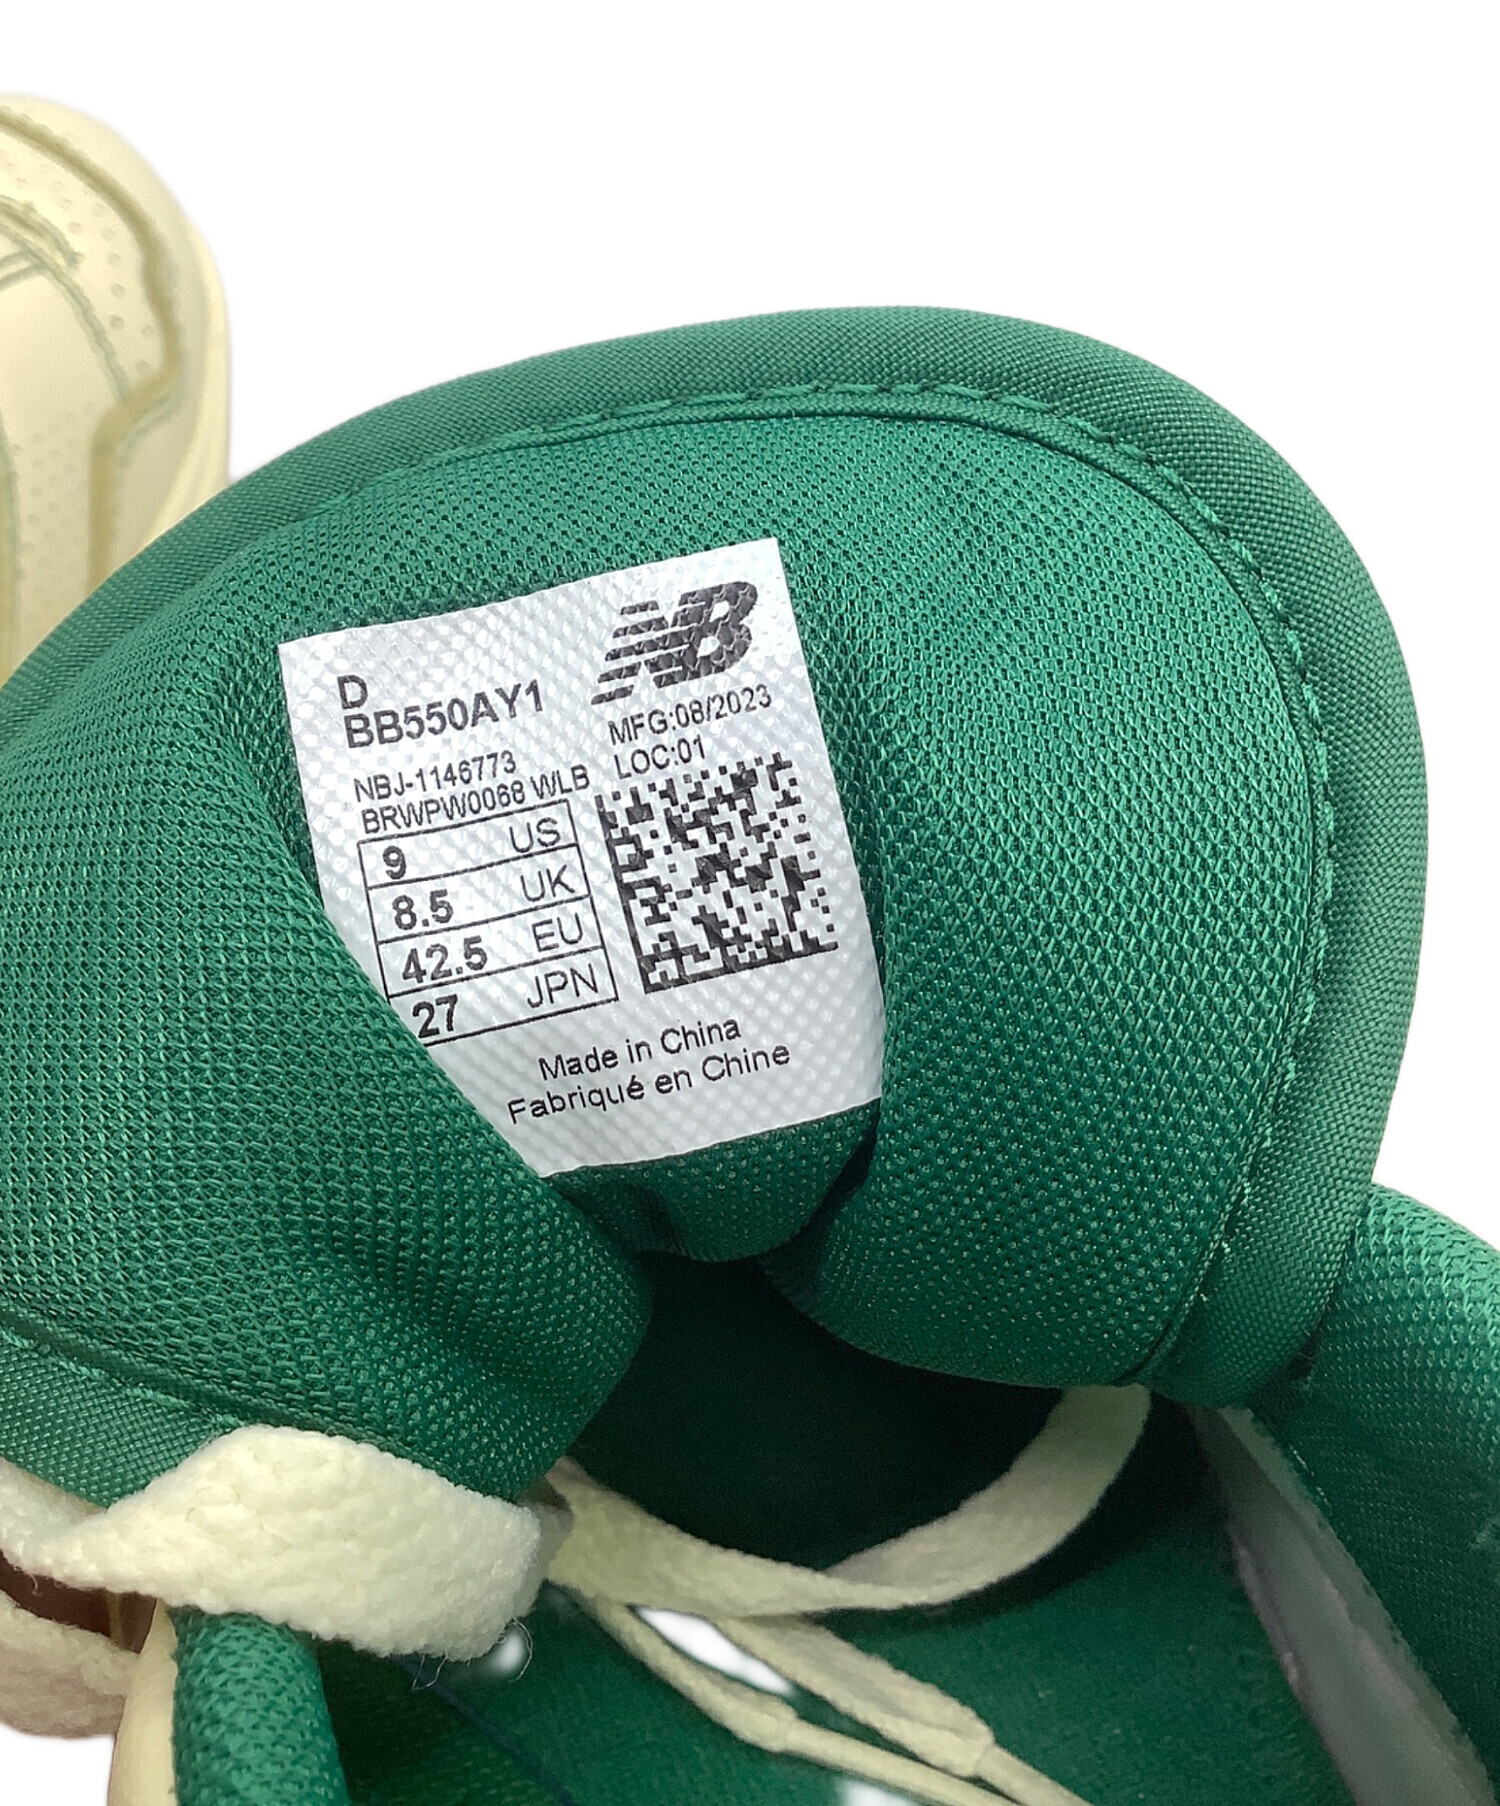 NB
D
BB550AY1
MFG:08/2023
LOC:01
NBJ-1146773
BRWPW0068 WLB
9 US
8.5 UK
42.5 EU
27 JPN
Made in China
Fabriqué en Chine